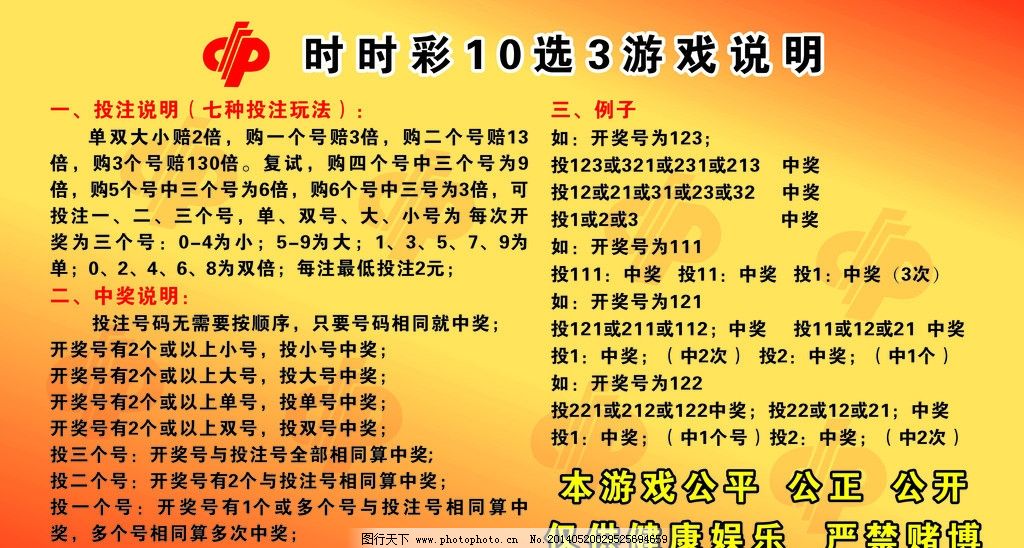 时时彩10选3游戏说明
一、投注说明（七种投注玩法）:
单双大小赔2倍，购一个号赔3倍，购二个号赔13
倍，购3个号赔130倍。复试，购四个号中三个号为9
倍，购5个号中三个号为6倍，购6个号中三号为3倍，可
投注一、二、三个号，单、双号、大、小号为 每次开
奖为三个号：0-4为小；5-9为大；1、3、5、7、9为
单；0、2、4、6、8为双倍；每注最低投注2元；
二、中奖说明：
投注号码无需要按顺序，只要号码相同就中奖；
开奖号有2个或以上小号，投小号中奖；
开奖号有2个或以上大号，投大号中奖；
开奖号有2个或以上单号，投单号中奖；
开奖号有2个或以上双号，投双号中奖；
投三个号：开奖号与投注号全部相同算中奖；
投二个号：开奖号有2个与投注号相同算中奖；
投一个号：开奖号有1个或多个号与投注号相同算中
奖，多个号相同算多次中奖；
三、例子
如：开奖号为123；
投123或321或231或213 中奖
投12或21或31或23或32 中奖
投1或2或3 中奖
如：开奖号为111
投111：中奖 投11：中奖 投1：中奖（3次）
如：开奖号为121
投121或211或112；中奖 投11或12或21 中奖
投1：中奖；（中2次） 投2：中奖；（中1个）
如：开奖号为122
投221或212或122中奖；投22或12或21；中奖
投1：中奖；（中1个号）投2：中奖；（中2次）
本游戏公平 公正 公开
仅供健康娱乐 严禁赌博
图行天下 www.photophoto.cn No.20140520029525694659